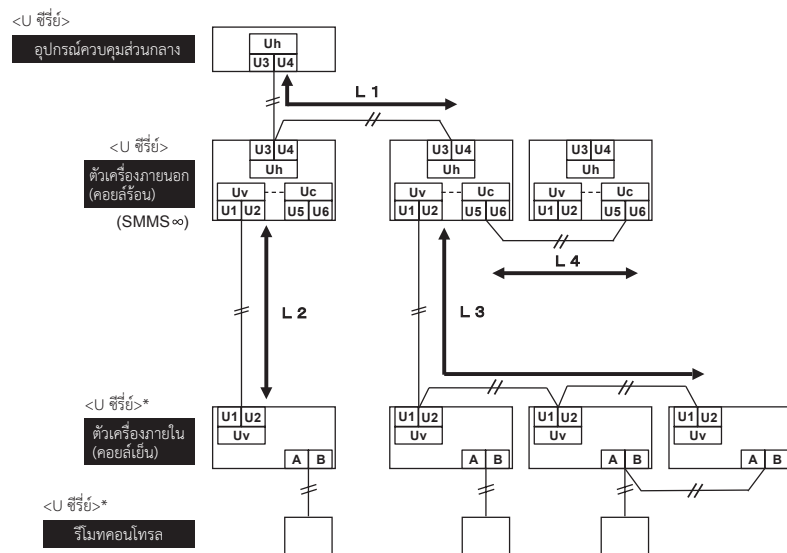 <U ซีรี่ย์>
อุปกรณ์ควบคุมส่วนกลาง
Uh
U3 U4
L 1
<U ซีรี่ย์>
ตัวเครื่องภายนอก
(คอยล์ร้อน)
(SMMS∞)
U3 U4
Uh
Uv Uc
U1 U2 U5 U6
U3 U4
Uh
Uv Uc
U1 U2 U5 U6
U3 U4
Uh
Uv Uc
U1 U2 U5 U6
L 4
L 2
L 3
<U ซีรี่ย์>*
ตัวเครื่องภายใน
(คอยล์เย็น)
U1 U2
Uv
A B
U1 U2
Uv
A B
U1 U2
Uv
A B
U1 U2
Uv
A B
<U ซีรี่ย์>*
รีโมทคอนโทรล